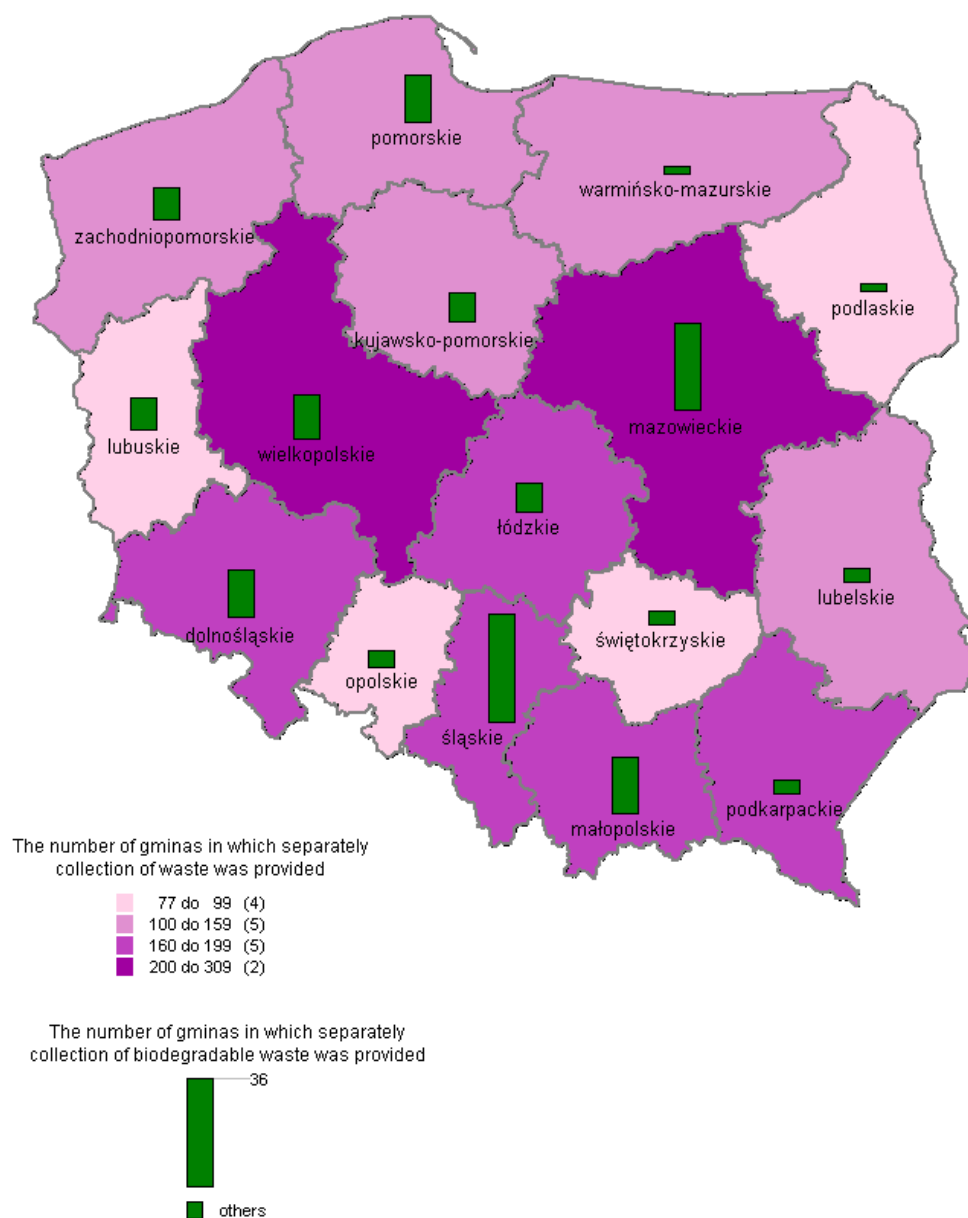 pomorskie
warmińsko-mazurskie
zachodniopomorskie
podlaskie
kujawsko-pomorskie
mazowieckie
lubuskie
wielkopolskie
łódzkie
lubelskie
dolnośląskie
świętokrzyskie
opolskie
śląskie
podkarpackie
małopolskie
The number of gminas in which separately
collection of waste was provided
77 do 99 (4)
100 do 159 (5)
160 do 199 (5)
200 do 309 (2)
The number of gminas in which separately
collection of biodegradable waste was provided
36
others